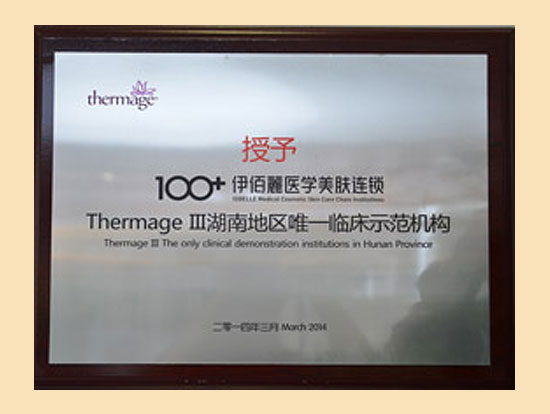 thermage
授予
100+ 伊佰麗医学美肤连锁
YIBELLE Medical Cosmetic Skin Care Chain Institutions
Thermage Ⅲ湖南地区唯一临床示范机构
Thermage Ⅲ The only clinical demonstration institutions in Hunan Province
二零一四年三月 March 2014